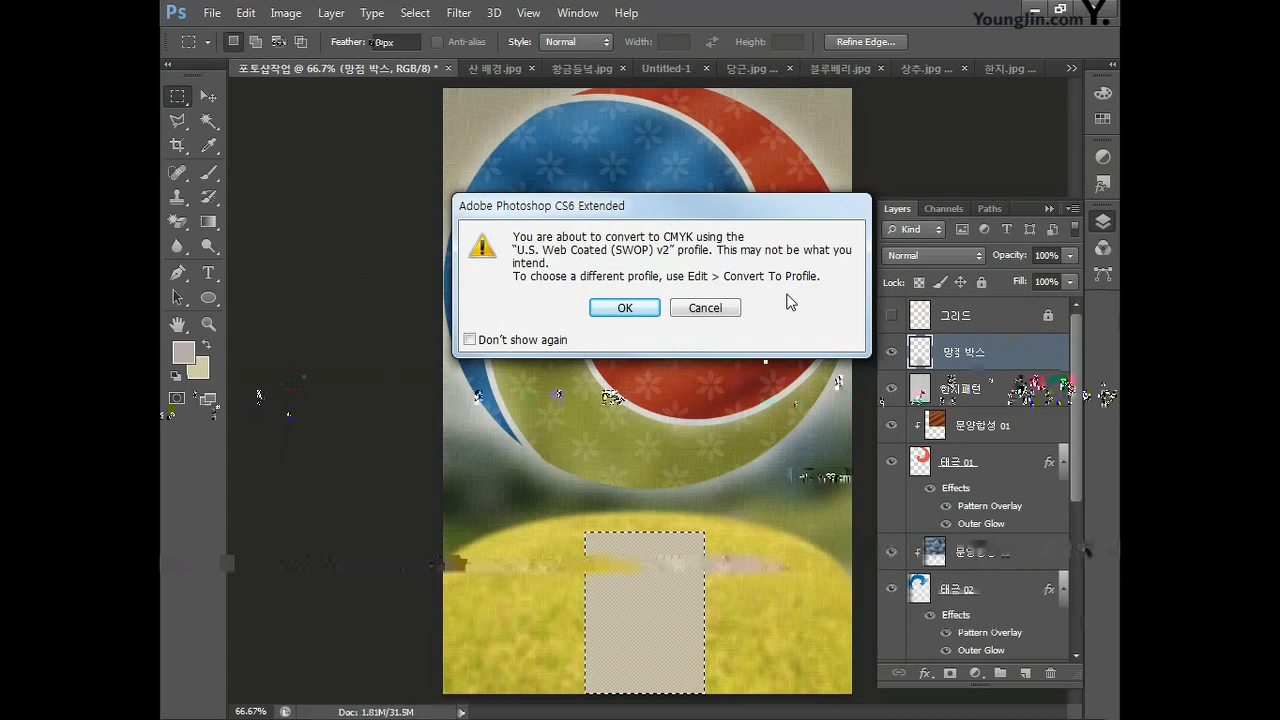 Ps File Edit Image Layer Type Select Filter 3D View Window Help
YoungJin.com Y.
Feather: 0px Anti-alias Style: Normal Width: Height: Refine Edge...
포토샵작업 @ 66.7% (망점 박스, RGB/8) * × 산 배경.jpg × 황금들녘.jpg × Untitled-1 × 당근.jpg ... × 블루베리.jpg × 상추.jpg ... × 한지.jpg ...
Adobe Photoshop CS6 Extended
You are about to convert to CMYK using the
"U.S. Web Coated (SWOP) v2" profile. This may not be what you
intend.
To choose a different profile, use Edit > Convert To Profile.
OK Cancel
Don't show again
Layers Channels Paths
Kind
Normal Opacity: 100%
Lock: Fill: 100%
그리드
망점 박스
한지패턴
문양합성 01
태극 01 fx
Effects
Pattern Overlay
Outer Glow
태극 02 fx
Effects
Pattern Overlay
Outer Glow
66.67% Doc: 1.81M/31.5M